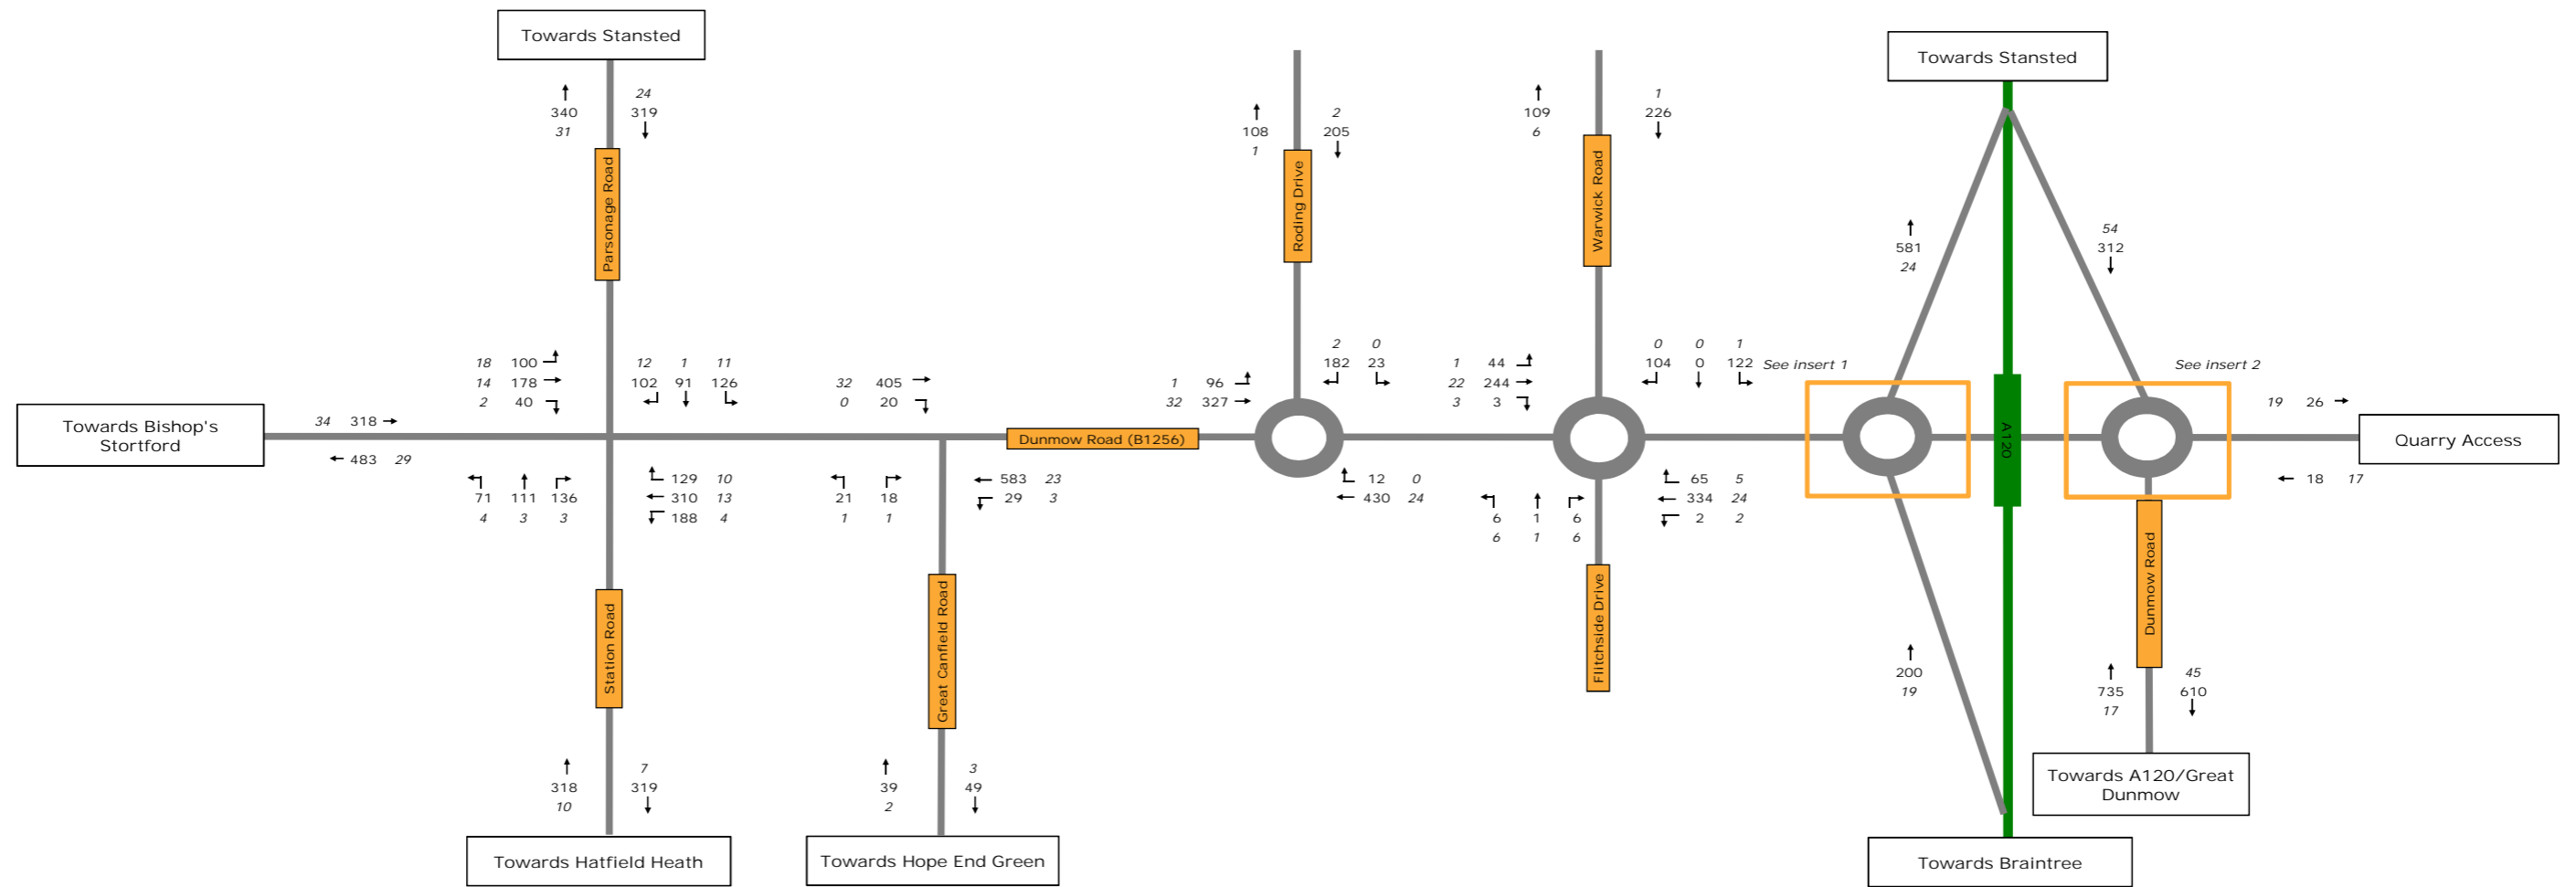 Towards Stansted
Towards Stansted
340
31
24
319
108
1
2
205
109
6
1
226
Parsonage Road
Roding Drive
Warwick Road
581
24
54
312
18 100
14 178
2 40
12 1 11
102 91 126
32 405
0 20
1 96
32 327
2 0
182 23
1 44
22 244
3 3
0 0 1
104 0 122
See insert 1
See insert 2
Towards Bishop's
Stortford
34 318
483 29
Dunmow Road (B1256)
A120
19 26
Quarry Access
18 17
71 111 136
4 3 3
129 10
310 13
188 4
21 18
1 1
583 23
29 3
12 0
430 24
6 1 6
6 1 6
65 5
334 24
2 2
Station Road
Great Canfield Road
Flitchside Drive
Dunmow Road
200
19
735
17
45
610
318
10
7
319
39
2
3
49
Towards A120/Great
Dunmow
Towards Hatfield Heath
Towards Hope End Green
Towards Braintree